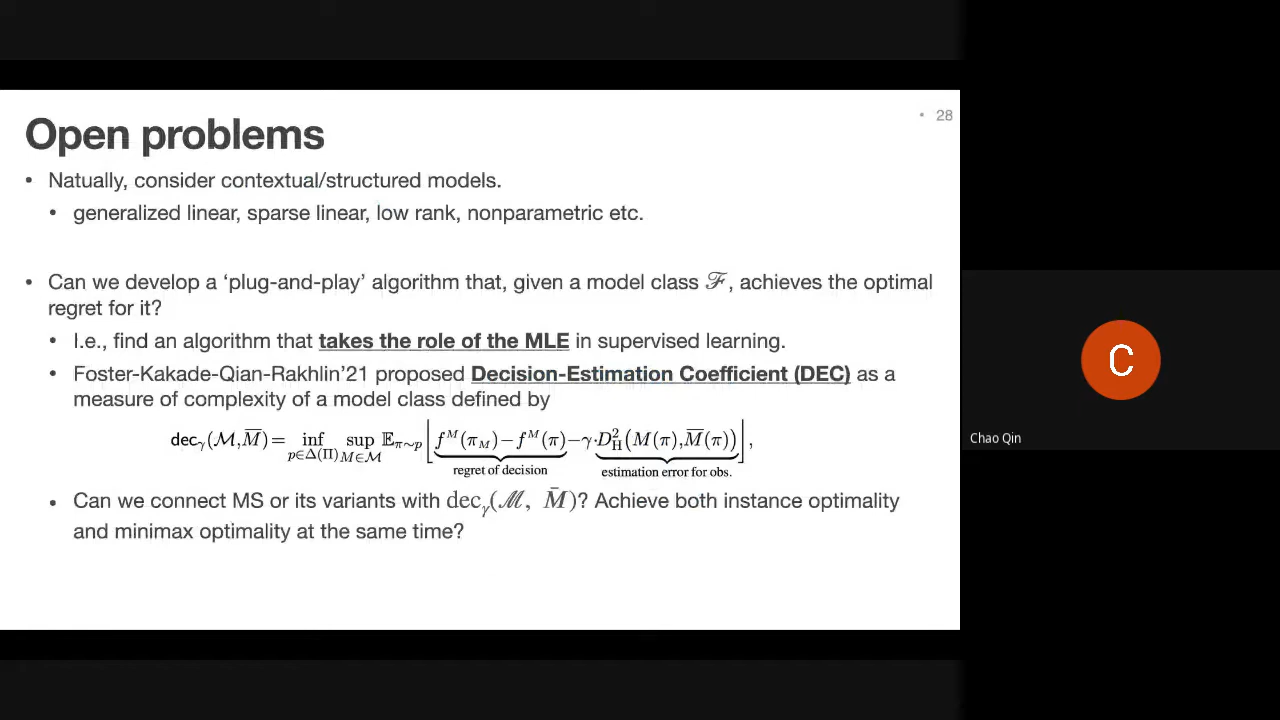 28
Open problems
• Natually, consider contextual/structured models.
• generalized linear, sparse linear, low rank, nonparametric etc.
• Can we develop a ‘plug-and-play’ algorithm that, given a model class ℱ, achieves the optimal
regret for it?
• I.e., find an algorithm that takes the role of the MLE in supervised learning.
• Foster-Kakade-Qian-Rakhlin’21 proposed Decision-Estimation Coefficient (DEC) as a
measure of complexity of a model class defined by
dec_γ(ℳ, M̄) = inf_{p∈Δ(Π)} sup_{M∈ℳ} 𝔼_{π∼p} [ f^M(π_M) − f^M(π) − γ·D²_H(M(π), M̄(π)) ],
regret of decision estimation error for obs.
• Can we connect MS or its variants with dec_γ(ℳ, M̄)? Achieve both instance optimality
and minimax optimality at the same time?
C
Chao Qin